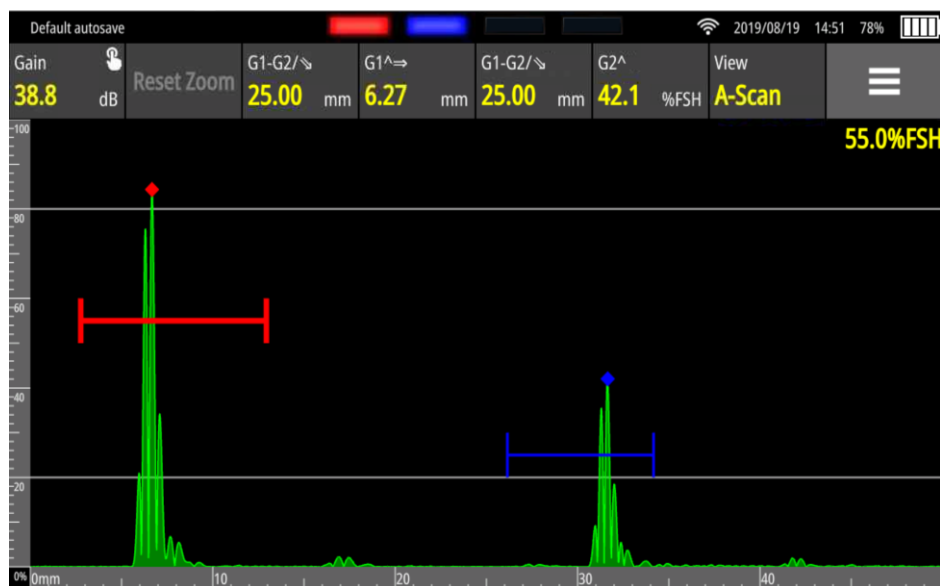 Default autosave
2019/08/19 14:51 78%
Gain
38.8 dB
Reset Zoom
G1-G2/⇘
25.00 mm
G1^⇒
6.27 mm
G1-G2/⇘
25.00 mm
G2^
42.1 %FSH
View
A-Scan
55.0%FSH
100
80
60
40
20
0%
0mm
10
20
30
40